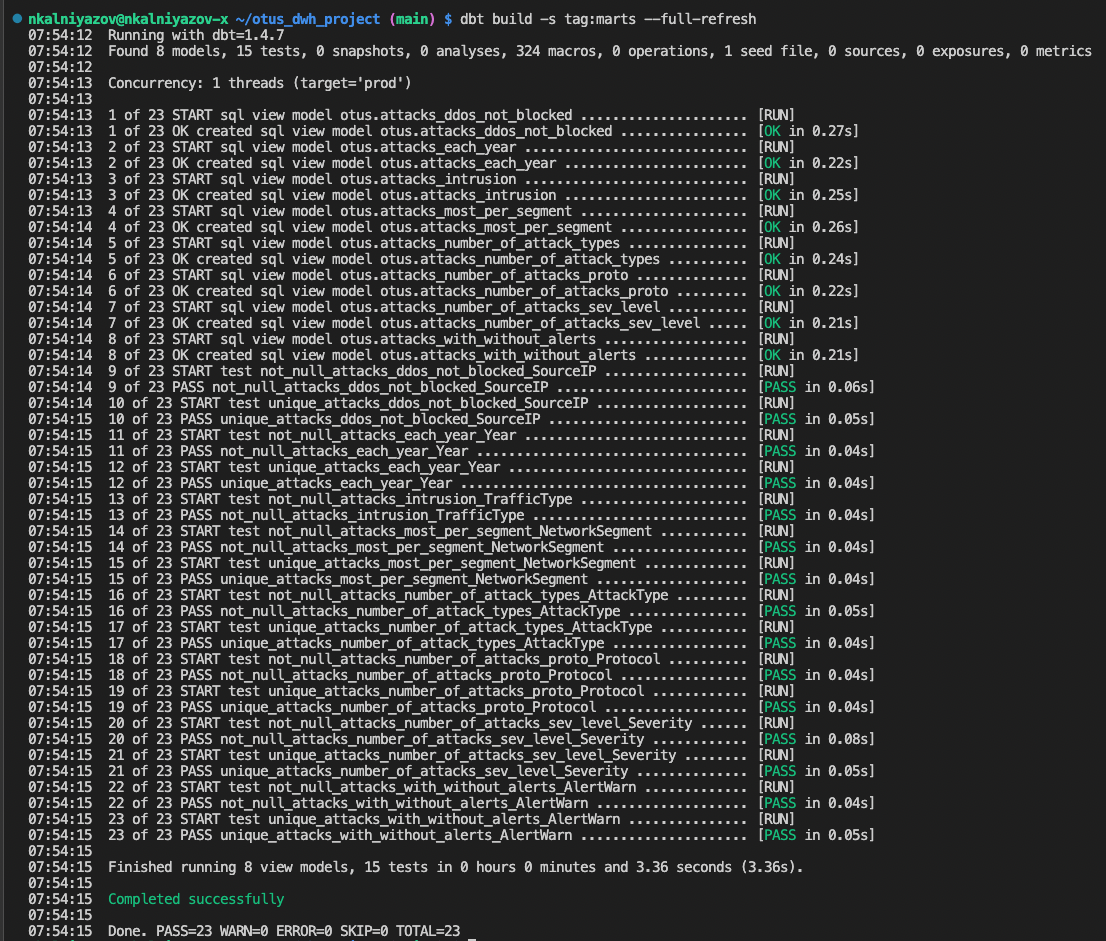 nkalniyazov@nkalniyazov-x ~/otus_dwh_project (main) $ dbt build -s tag:marts --full-refresh
07:54:12  Running with dbt=1.4.7
07:54:12  Found 8 models, 15 tests, 0 snapshots, 0 analyses, 324 macros, 0 operations, 1 seed file, 0 sources, 0 exposures, 0 metrics
07:54:12
07:54:13  Concurrency: 1 threads (target='prod')
07:54:13
07:54:13  1 of 23 START sql view model otus.attacks_ddos_not_blocked ..................... [RUN]
07:54:13  1 of 23 OK created sql view model otus.attacks_ddos_not_blocked ................ [OK in 0.27s]
07:54:13  2 of 23 START sql view model otus.attacks_each_year ............................ [RUN]
07:54:13  2 of 23 OK created sql view model otus.attacks_each_year ....................... [OK in 0.22s]
07:54:13  3 of 23 START sql view model otus.attacks_intrusion ............................ [RUN]
07:54:13  3 of 23 OK created sql view model otus.attacks_intrusion ....................... [OK in 0.25s]
07:54:13  4 of 23 START sql view model otus.attacks_most_per_segment ..................... [RUN]
07:54:14  4 of 23 OK created sql view model otus.attacks_most_per_segment ................ [OK in 0.26s]
07:54:14  5 of 23 START sql view model otus.attacks_number_of_attack_types ............... [RUN]
07:54:14  5 of 23 OK created sql view model otus.attacks_number_of_attack_types .......... [OK in 0.24s]
07:54:14  6 of 23 START sql view model otus.attacks_number_of_attacks_proto .............. [RUN]
07:54:14  6 of 23 OK created sql view model otus.attacks_number_of_attacks_proto ......... [OK in 0.22s]
07:54:14  7 of 23 START sql view model otus.attacks_number_of_attacks_sev_level .......... [RUN]
07:54:14  7 of 23 OK created sql view model otus.attacks_number_of_attacks_sev_level ..... [OK in 0.21s]
07:54:14  8 of 23 START sql view model otus.attacks_with_without_alerts .................. [RUN]
07:54:14  8 of 23 OK created sql view model otus.attacks_with_without_alerts ............. [OK in 0.21s]
07:54:14  9 of 23 START test not_null_attacks_ddos_not_blocked_SourceIP .................. [RUN]
07:54:14  9 of 23 PASS not_null_attacks_ddos_not_blocked_SourceIP ........................ [PASS in 0.06s]
07:54:14  10 of 23 START test unique_attacks_ddos_not_blocked_SourceIP ................... [RUN]
07:54:15  10 of 23 PASS unique_attacks_ddos_not_blocked_SourceIP ......................... [PASS in 0.05s]
07:54:15  11 of 23 START test not_null_attacks_each_year_Year ............................ [RUN]
07:54:15  11 of 23 PASS not_null_attacks_each_year_Year .................................. [PASS in 0.04s]
07:54:15  12 of 23 START test unique_attacks_each_year_Year .............................. [RUN]
07:54:15  12 of 23 PASS unique_attacks_each_year_Year .................................... [PASS in 0.04s]
07:54:15  13 of 23 START test not_null_attacks_intrusion_TrafficType ..................... [RUN]
07:54:15  13 of 23 PASS not_null_attacks_intrusion_TrafficType ........................... [PASS in 0.04s]
07:54:15  14 of 23 START test not_null_attacks_most_per_segment_NetworkSegment ........... [RUN]
07:54:15  14 of 23 PASS not_null_attacks_most_per_segment_NetworkSegment ................. [PASS in 0.04s]
07:54:15  15 of 23 START test unique_attacks_most_per_segment_NetworkSegment ............. [RUN]
07:54:15  15 of 23 PASS unique_attacks_most_per_segment_NetworkSegment ................... [PASS in 0.04s]
07:54:15  16 of 23 START test not_null_attacks_number_of_attack_types_AttackType ......... [RUN]
07:54:15  16 of 23 PASS not_null_attacks_number_of_attack_types_AttackType ............... [PASS in 0.05s]
07:54:15  17 of 23 START test unique_attacks_number_of_attack_types_AttackType ........... [RUN]
07:54:15  17 of 23 PASS unique_attacks_number_of_attack_types_AttackType ................. [PASS in 0.04s]
07:54:15  18 of 23 START test not_null_attacks_number_of_attacks_proto_Protocol .......... [RUN]
07:54:15  18 of 23 PASS not_null_attacks_number_of_attacks_proto_Protocol ................ [PASS in 0.04s]
07:54:15  19 of 23 START test unique_attacks_number_of_attacks_proto_Protocol ............ [RUN]
07:54:15  19 of 23 PASS unique_attacks_number_of_attacks_proto_Protocol .................. [PASS in 0.04s]
07:54:15  20 of 23 START test not_null_attacks_number_of_attacks_sev_level_Severity ...... [RUN]
07:54:15  20 of 23 PASS not_null_attacks_number_of_attacks_sev_level_Severity ............ [PASS in 0.08s]
07:54:15  21 of 23 START test unique_attacks_number_of_attacks_sev_level_Severity ........ [RUN]
07:54:15  21 of 23 PASS unique_attacks_number_of_attacks_sev_level_Severity .............. [PASS in 0.05s]
07:54:15  22 of 23 START test not_null_attacks_with_without_alerts_AlertWarn ............. [RUN]
07:54:15  22 of 23 PASS not_null_attacks_with_without_alerts_AlertWarn ................... [PASS in 0.04s]
07:54:15  23 of 23 START test unique_attacks_with_without_alerts_AlertWarn ............... [RUN]
07:54:15  23 of 23 PASS unique_attacks_with_without_alerts_AlertWarn ..................... [PASS in 0.05s]
07:54:15
07:54:15  Finished running 8 view models, 15 tests in 0 hours 0 minutes and 3.36 seconds (3.36s).
07:54:15
07:54:15  Completed successfully
07:54:15
07:54:15  Done. PASS=23 WARN=0 ERROR=0 SKIP=0 TOTAL=23